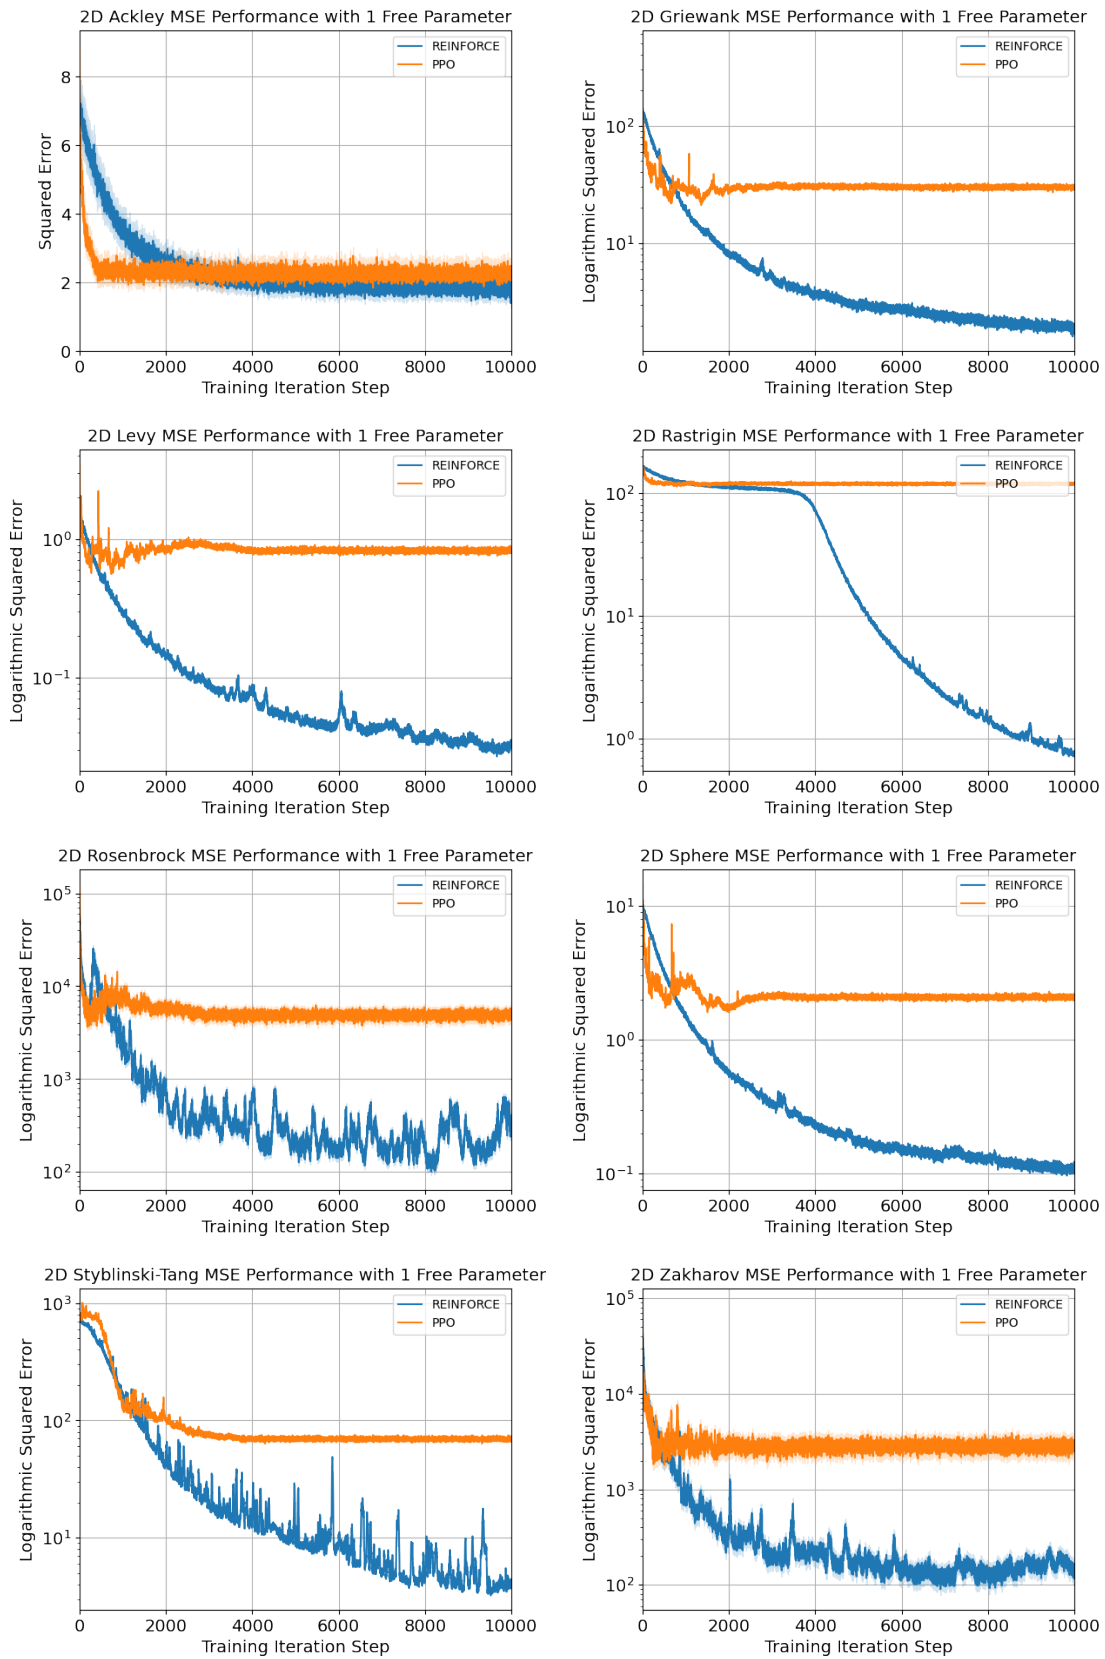 2D Ackley MSE Performance with 1 Free Parameter
REINFORCE
PPO
Squared Error
8
6
4
2
0
0 2000 4000 6000 8000 10000
Training Iteration Step
2D Griewank MSE Performance with 1 Free Parameter
REINFORCE
PPO
Logarithmic Squared Error
10²
10¹
0 2000 4000 6000 8000 10000
Training Iteration Step
2D Levy MSE Performance with 1 Free Parameter
REINFORCE
PPO
Logarithmic Squared Error
10⁰
10⁻¹
0 2000 4000 6000 8000 10000
Training Iteration Step
2D Rastrigin MSE Performance with 1 Free Parameter
REINFORCE
PPO
Logarithmic Squared Error
10²
10¹
10⁰
0 2000 4000 6000 8000 10000
Training Iteration Step
2D Rosenbrock MSE Performance with 1 Free Parameter
REINFORCE
PPO
Logarithmic Squared Error
10⁵
10⁴
10³
10²
0 2000 4000 6000 8000 10000
Training Iteration Step
2D Sphere MSE Performance with 1 Free Parameter
REINFORCE
PPO
Logarithmic Squared Error
10¹
10⁰
10⁻¹
0 2000 4000 6000 8000 10000
Training Iteration Step
2D Styblinski-Tang MSE Performance with 1 Free Parameter
REINFORCE
PPO
Logarithmic Squared Error
10³
10²
10¹
0 2000 4000 6000 8000 10000
Training Iteration Step
2D Zakharov MSE Performance with 1 Free Parameter
REINFORCE
PPO
Logarithmic Squared Error
10⁵
10⁴
10³
10²
0 2000 4000 6000 8000 10000
Training Iteration Step